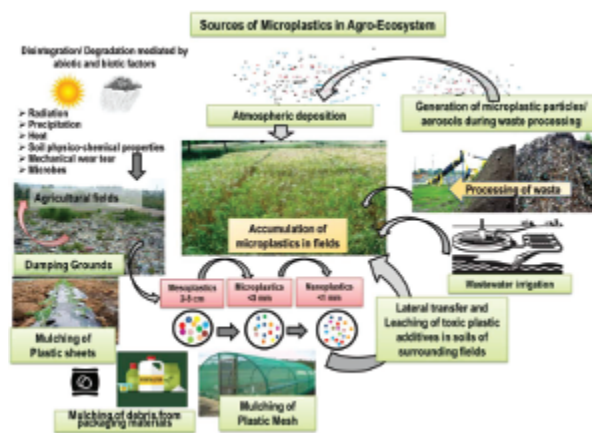 Sources of Microplastics in Agro-Ecosystem
Disintegration/ Degradation mediated by
abiotic and biotic factors
➢ Radiation
➢ Precipitation
➢ Heat
➢ Soil physico-chemical properties
➢ Mechanical wear tear
➢ Microbes
Atmospheric deposition
Generation of microplastic particles/
aerosols during waste processing
Processing of waste
Agricultural fields
Dumping Grounds
Accumulation of
microplastics in fields
Wastewater irrigation
Mesoplastics
Microplastics
Nanoplastics
Mulching of
Plastic sheets
Lateral transfer and
Leaching of toxic plastic
additives in soils of
surrounding fields
Mulching of debris from
packaging materials
Mulching of
Plastic Mesh